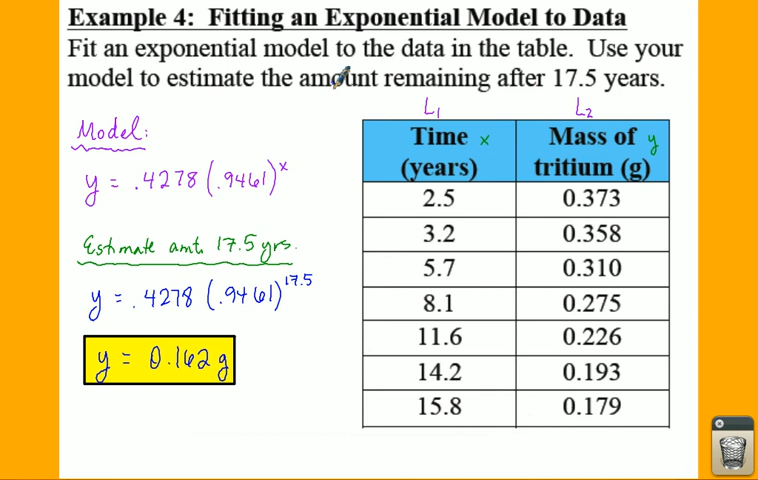 Example 4: Fitting an Exponential Model to Data
Fit an exponential model to the data in the table. Use your
model to estimate the amount remaining after 17.5 years.
Model:
y = .4278 (.9461)^x
Estimate amt. 17.5 yrs.
y = .4278 (.9461)^17.5
y = 0.162 g
L₁ L₂
Time x Mass of y
(years) tritium (g)
2.5 0.373
3.2 0.358
5.7 0.310
8.1 0.275
11.6 0.226
14.2 0.193
15.8 0.179